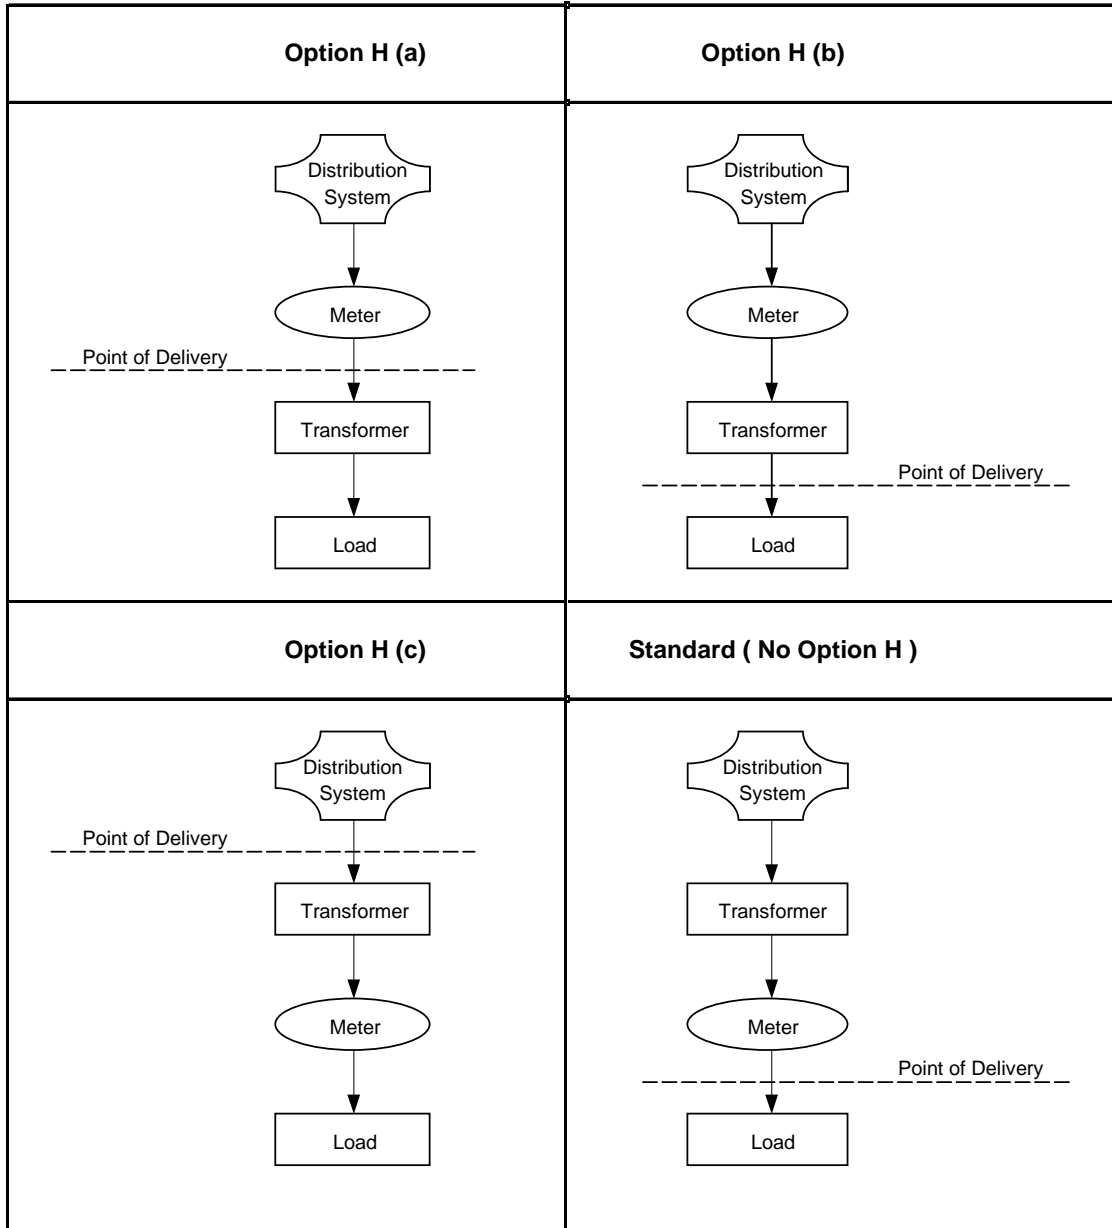 Option H (a)
Option H (b)
Distribution
System
Meter
Point of Delivery
Transformer
Load
Distribution
System
Meter
Transformer
Point of Delivery
Load
Option H (c)
Standard ( No Option H )
Distribution
System
Point of Delivery
Transformer
Meter
Load
Distribution
System
Transformer
Meter
Point of Delivery
Load